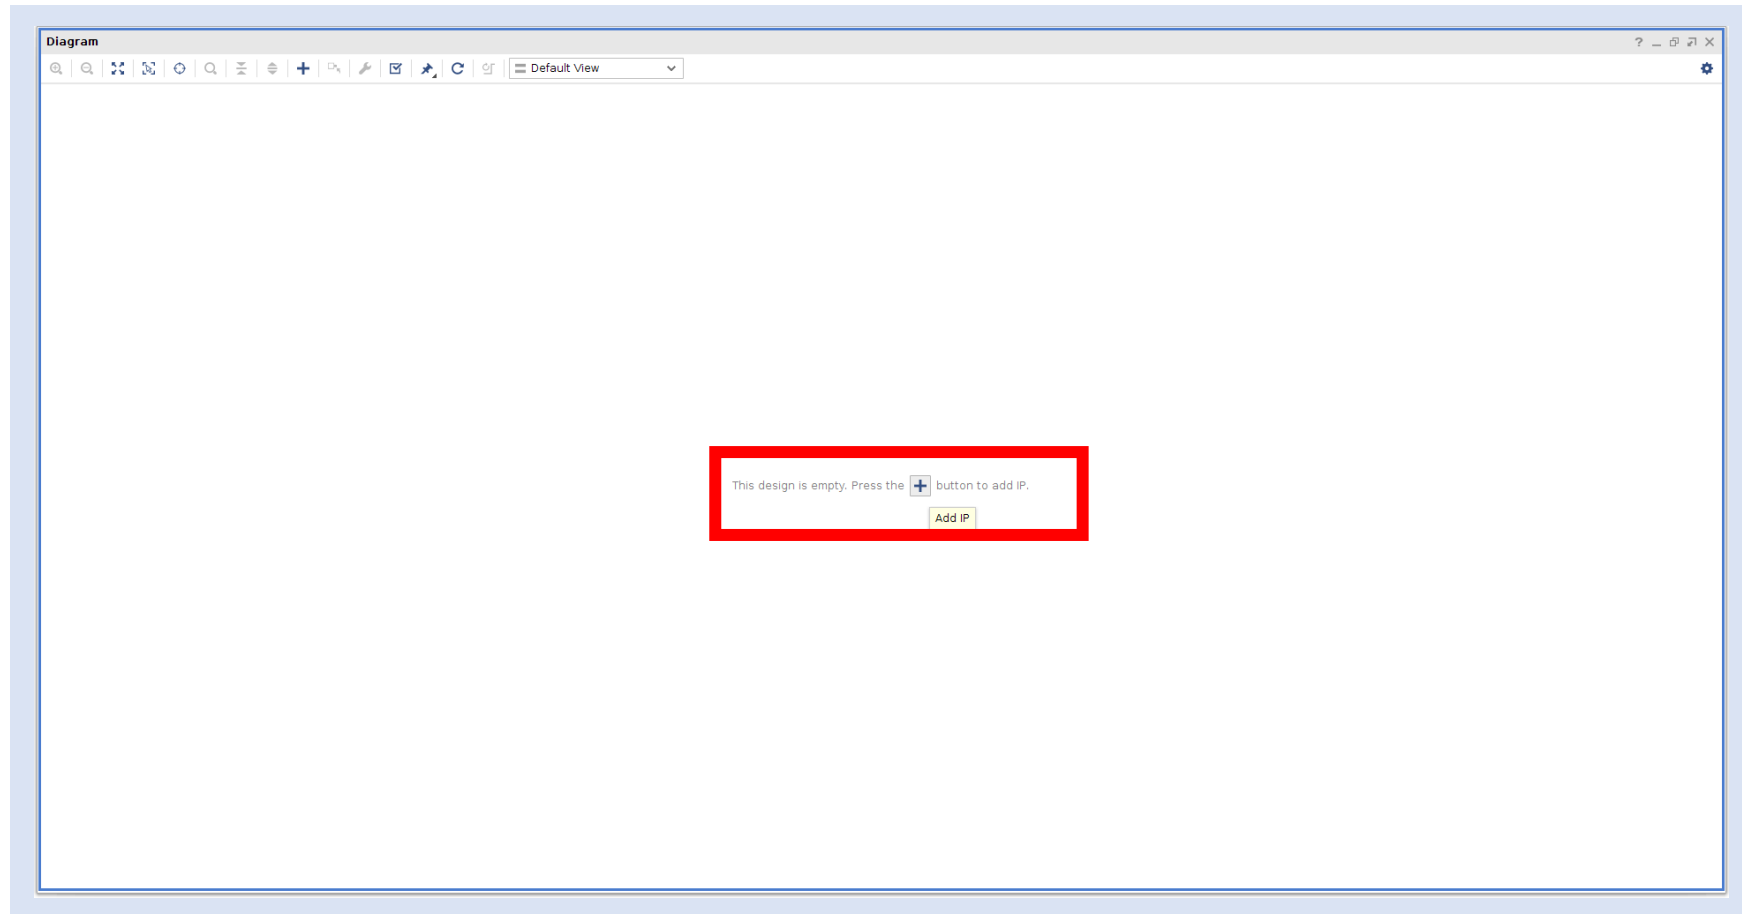 Diagram
Default View
This design is empty. Press the + button to add IP.
Add IP